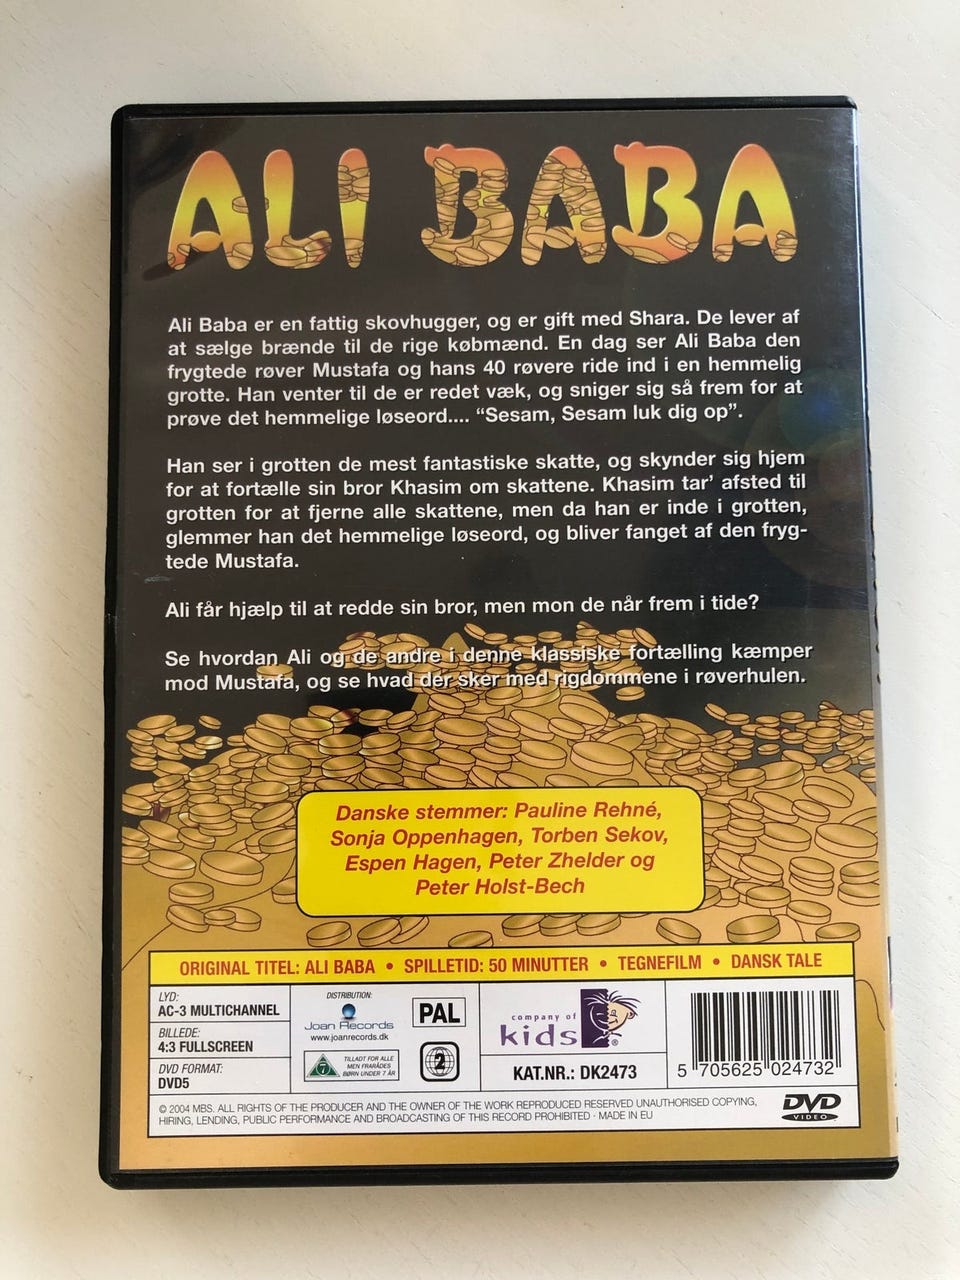 ALI BABA
Ali Baba er en fattig skovhugger, og er gift med Shara. De lever af
at sælge brænde til de rige købmænd. En dag ser Ali Baba den
frygtede røver Mustafa og hans 40 røvere ride ind i en hemmelig
grotte. Han venter til de er redet væk, og sniger sig så frem for at
prøve det hemmelige løseord.... “Sesam, Sesam luk dig op”.
Han ser i grotten de mest fantastiske skatte, og skynder sig hjem
for at fortælle sin bror Khasim om skattene. Khasim tar’ afsted til
grotten for at fjerne alle skattene, men da han er inde i grotten,
glemmer han det hemmelige løseord, og bliver fanget af den fryg-
tede Mustafa.
Ali får hjælp til at redde sin bror, men mon de når frem i tide?
Se hvordan Ali og de andre i denne klassiske fortælling kæmper
mod Mustafa, og se hvad der sker med rigdommene i røverhulen.
Danske stemmer: Pauline Rehné,
Sonja Oppenhagen, Torben Sekov,
Espen Hagen, Peter Zhelder og
Peter Holst-Bech
ORIGINAL TITEL: ALI BABA • SPILLETID: 50 MINUTTER • TEGNEFILM • DANSK TALE
LYD:
AC-3 MULTICHANNEL
BILLEDE:
4:3 FULLSCREEN
DVD FORMAT:
DVD5
DISTRIBUTION:
Joan Records
www.joanrecords.dk
7
TILLADT FOR ALLE
MEN FRARÅDES
BØRN UNDER 7 ÅR
PAL
2
company of
kids®
KAT.NR.: DK2473
5 705625 024732
© 2004 MBS. ALL RIGHTS OF THE PRODUCER AND THE OWNER OF THE WORK REPRODUCED RESERVED UNAUTHORISED COPYING,
HIRING, LENDING, PUBLIC PERFORMANCE AND BROADCASTING OF THIS RECORD PROHIBITED · MADE IN EU
DVD
VIDEO